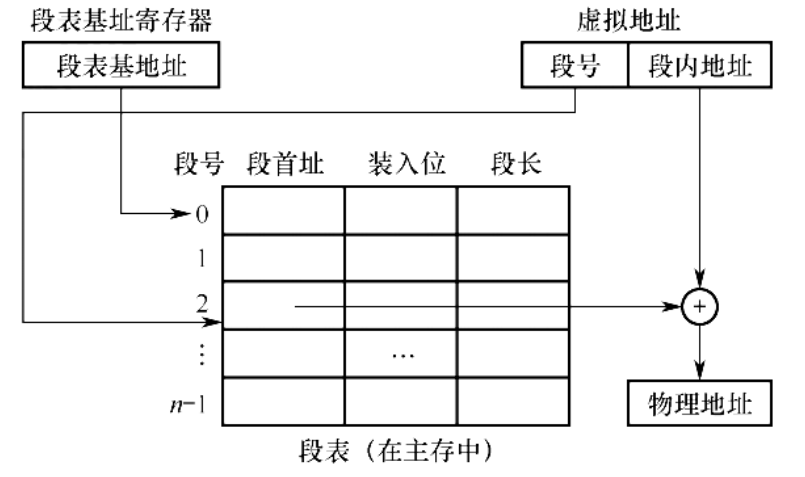 段表基址寄存器 虚拟地址
段表基地址 段号 段内地址
段号 段首址 装入位 段长
0
1
2
+
⋮ …
n-1
物理地址
段表（在主存中）